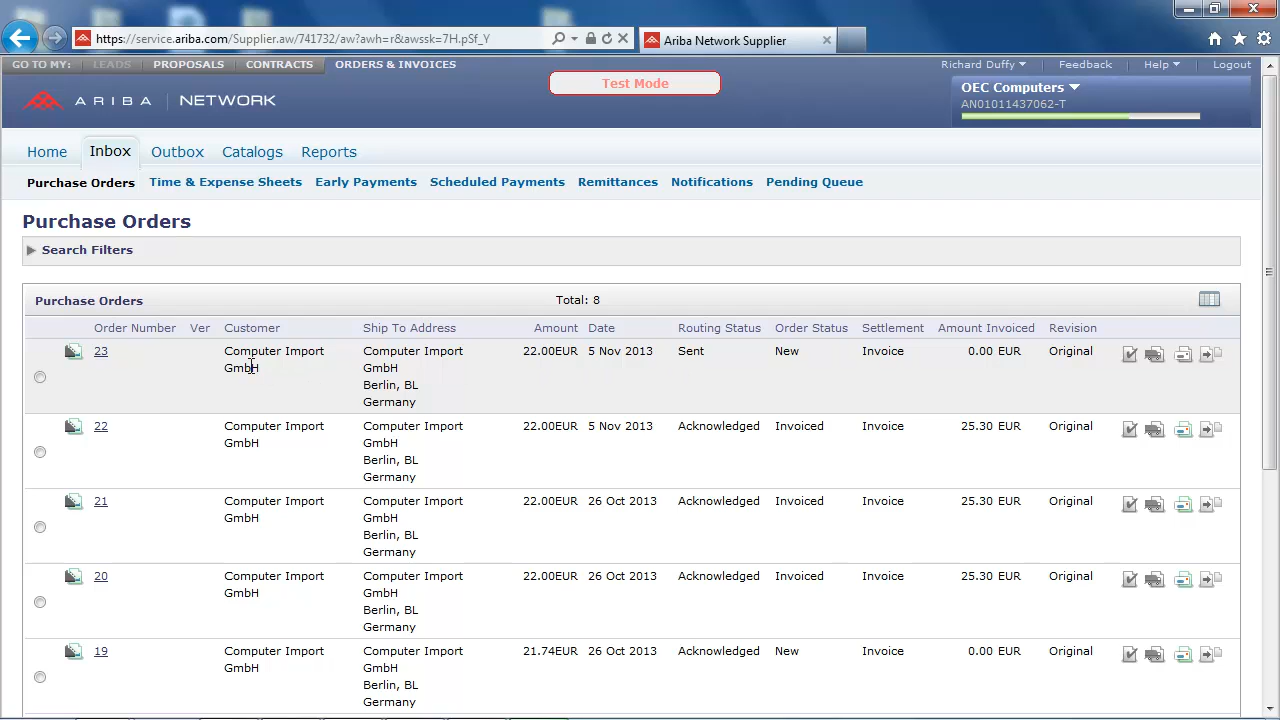 https://service.ariba.com/Supplier.aw/741732/aw?awh=r&awssk=7H.pSf_Y
Ariba Network Supplier
GO TO MY: LEADS PROPOSALS CONTRACTS ORDERS & INVOICES
Richard Duffy Feedback Help Logout
Test Mode
ARIBA NETWORK
OEC Computers
AN01011437062-T
Home Inbox Outbox Catalogs Reports
Purchase Orders Time & Expense Sheets Early Payments Scheduled Payments Remittances Notifications Pending Queue
Purchase Orders
Search Filters
Purchase Orders Total: 8
Order Number Ver Customer Ship To Address Amount Date Routing Status Order Status Settlement Amount Invoiced Revision
23 Computer Import Computer Import 22.00EUR 5 Nov 2013 Sent New Invoice 0.00 EUR Original
GmbH GmbH
Berlin, BL
Germany
22 Computer Import Computer Import 22.00EUR 5 Nov 2013 Acknowledged Invoiced Invoice 25.30 EUR Original
GmbH GmbH
Berlin, BL
Germany
21 Computer Import Computer Import 22.00EUR 26 Oct 2013 Acknowledged Invoiced Invoice 25.30 EUR Original
GmbH GmbH
Berlin, BL
Germany
20 Computer Import Computer Import 22.00EUR 26 Oct 2013 Acknowledged Invoiced Invoice 25.30 EUR Original
GmbH GmbH
Berlin, BL
Germany
19 Computer Import Computer Import 21.74EUR 26 Oct 2013 Acknowledged New Invoice 0.00 EUR Original
GmbH GmbH
Berlin, BL
Germany